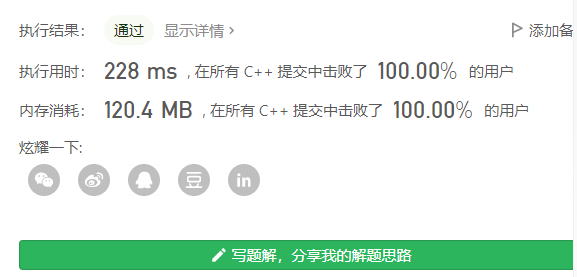 执行结果： 通过 显示详情 › 添加备
执行用时： 228 ms , 在所有 C++ 提交中击败了 100.00% 的用户
内存消耗： 120.4 MB , 在所有 C++ 提交中击败了 100.00% 的用户
炫耀一下:
豆 in
写题解，分享我的解题思路